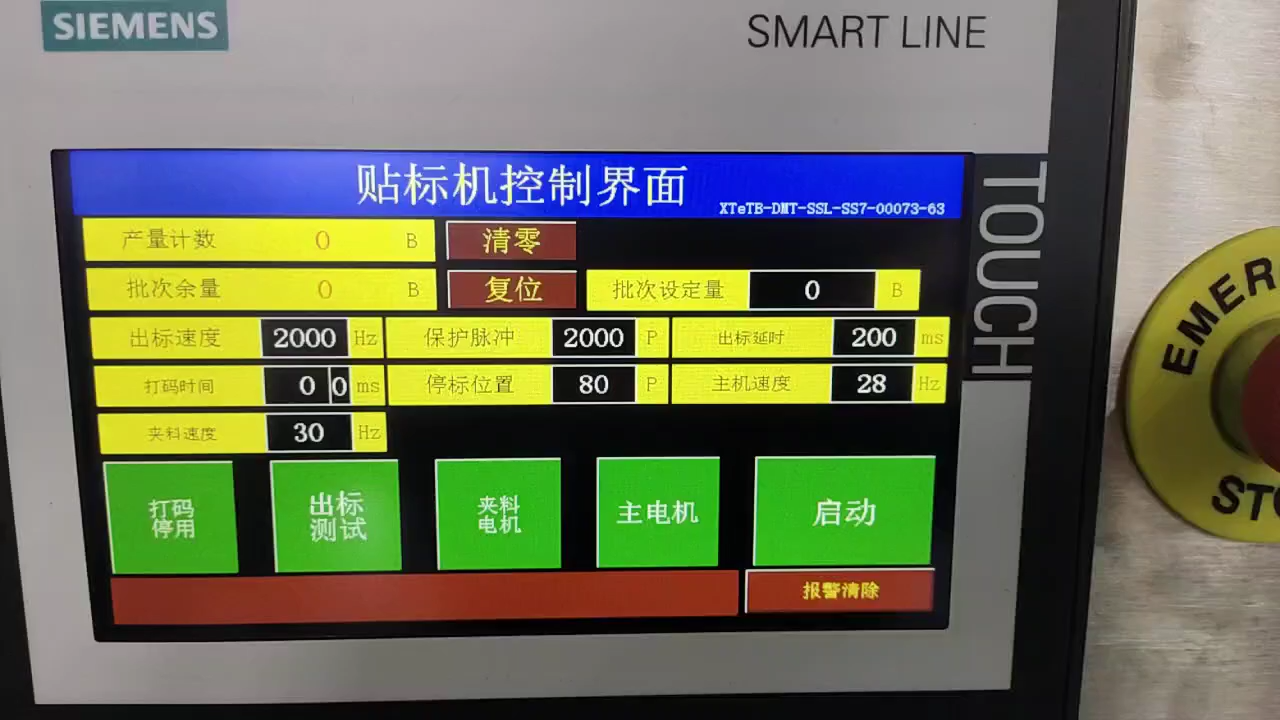 SIEMENS
SMART LINE
TOUCH
贴标机控制界面
XTeTB-DMT-SSL-SS7-00073-63
产量计数 0 B 清零
批次余量 0 B 复位 批次设定量 0 B
出标速度 2000 Hz 保护脉冲 2000 P 出标延时 200 ms
打码时间 0 0 ms 停标位置 80 P 主机速度 28 Hz
夹料速度 30 Hz
打码
停用
出标
测试
夹料
电机
主电机
启动
报警清除